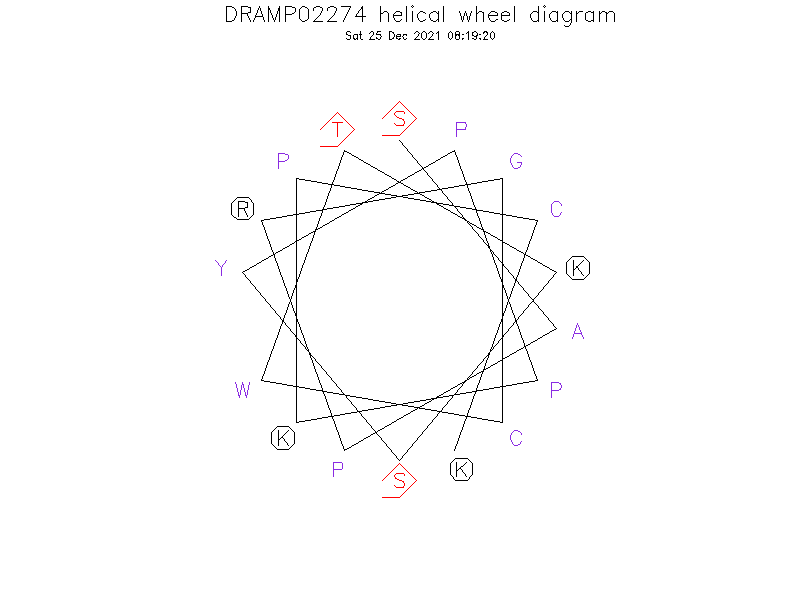 DRAMP02274 helical wheel diagram
Sat 25 Dec 2021 08:19:20
T S P
P G
R C
Y K
A
W P
K C
P S K